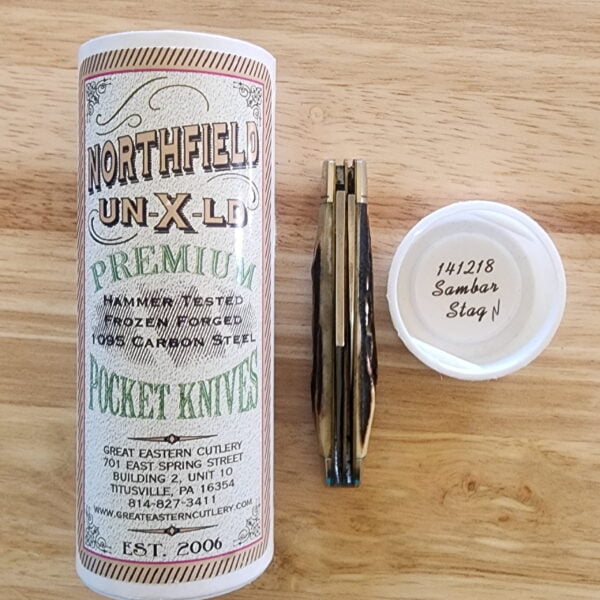 NORTHFIELD
UN-X-LD
PREMIUM
HAMMER TESTED
FROZEN FORGED
1095 CARBON STEEL
POCKET KNIVES
GREAT EASTERN CUTLERY
701 EAST SPRING STREET
BUILDING 2, UNIT 10
TITUSVILLE, PA 16354
814-827-3411
WWW.GREATEASTERNCUTLERY.COM
EST. 2006
141218
Sambar
Stag N